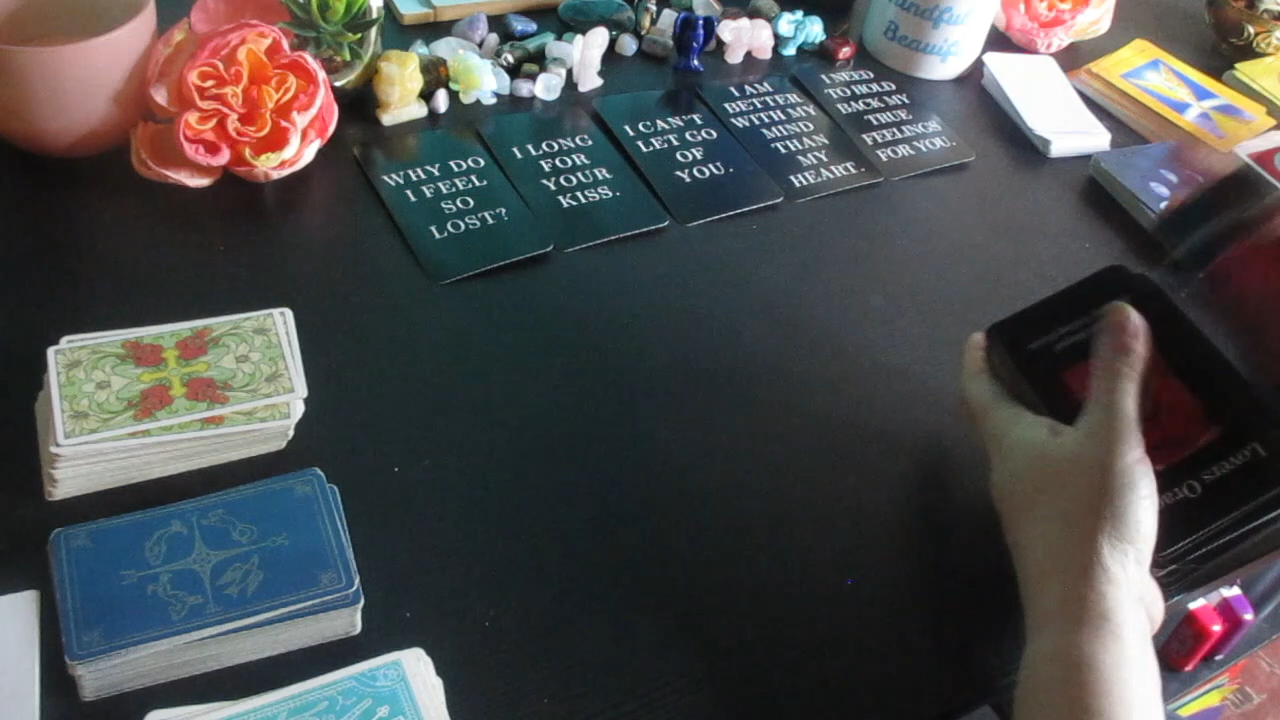 WHY DO
I FEEL
SO
LOST?
I LONG
FOR
YOUR
KISS.
I CAN'T
LET GO
OF
YOU.
I AM
BETTER
WITH MY
MIND
THAN
MY
HEART.
I NEED
TO HOLD
BACK MY
TRUE
FEELINGS
FOR YOU.
Mindful
Lovers